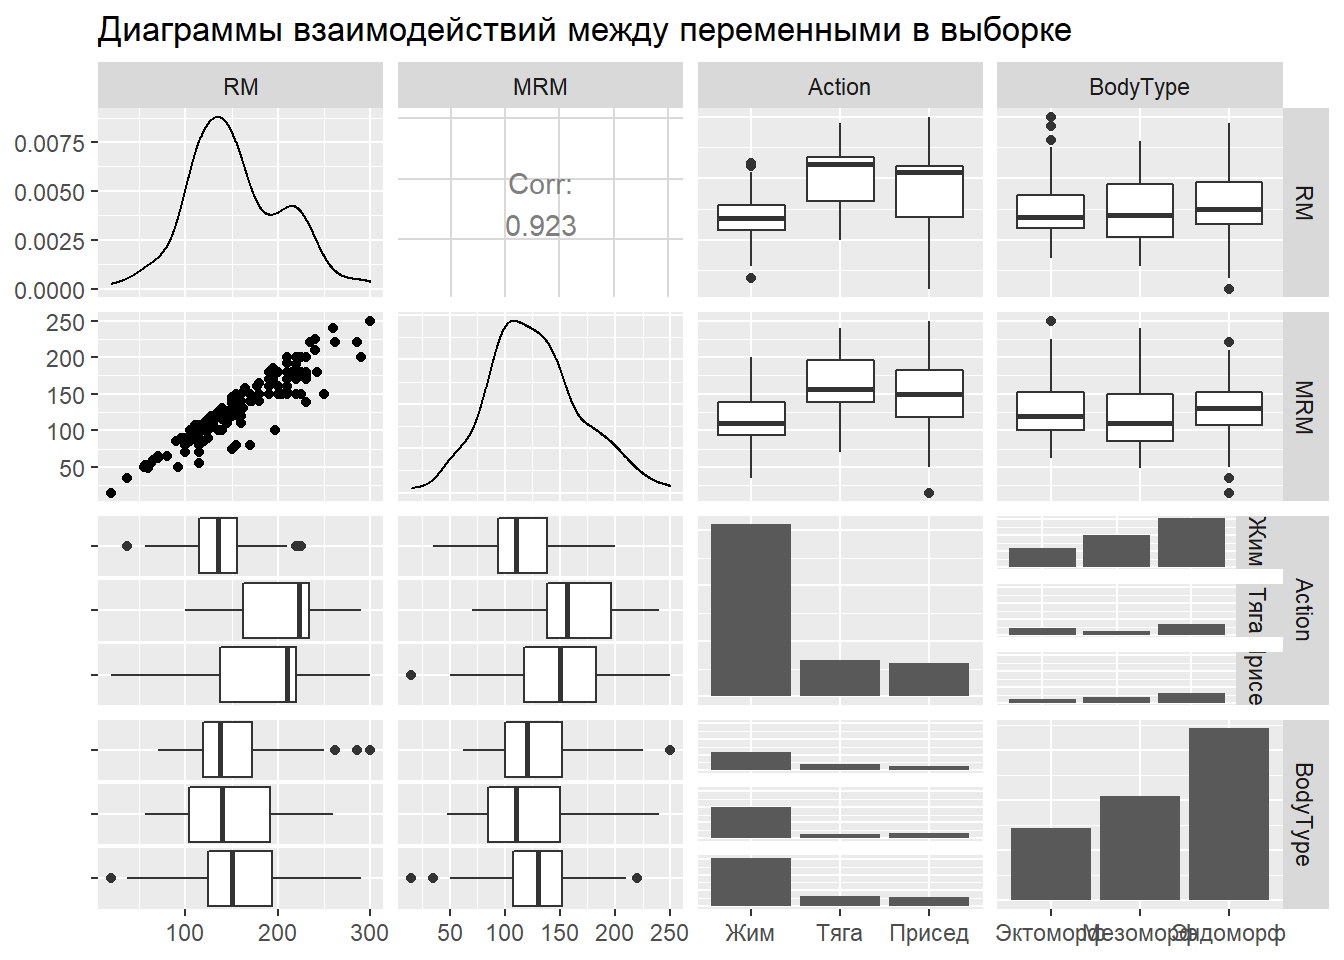 Диаграммы взаимодействий между переменными в выборке
RM
MRM
Action
BodyType
0.0075
0.0050
0.0025
0.0000
Corr:
0.923
RM
250
200
150
100
50
MRM
Жим
Тяга
Присе
Action
BodyType
100
200
300
50
100
150
200
250
Жим
Тяга
Присед
Эктоморф
Мезоморф
Эндоморф